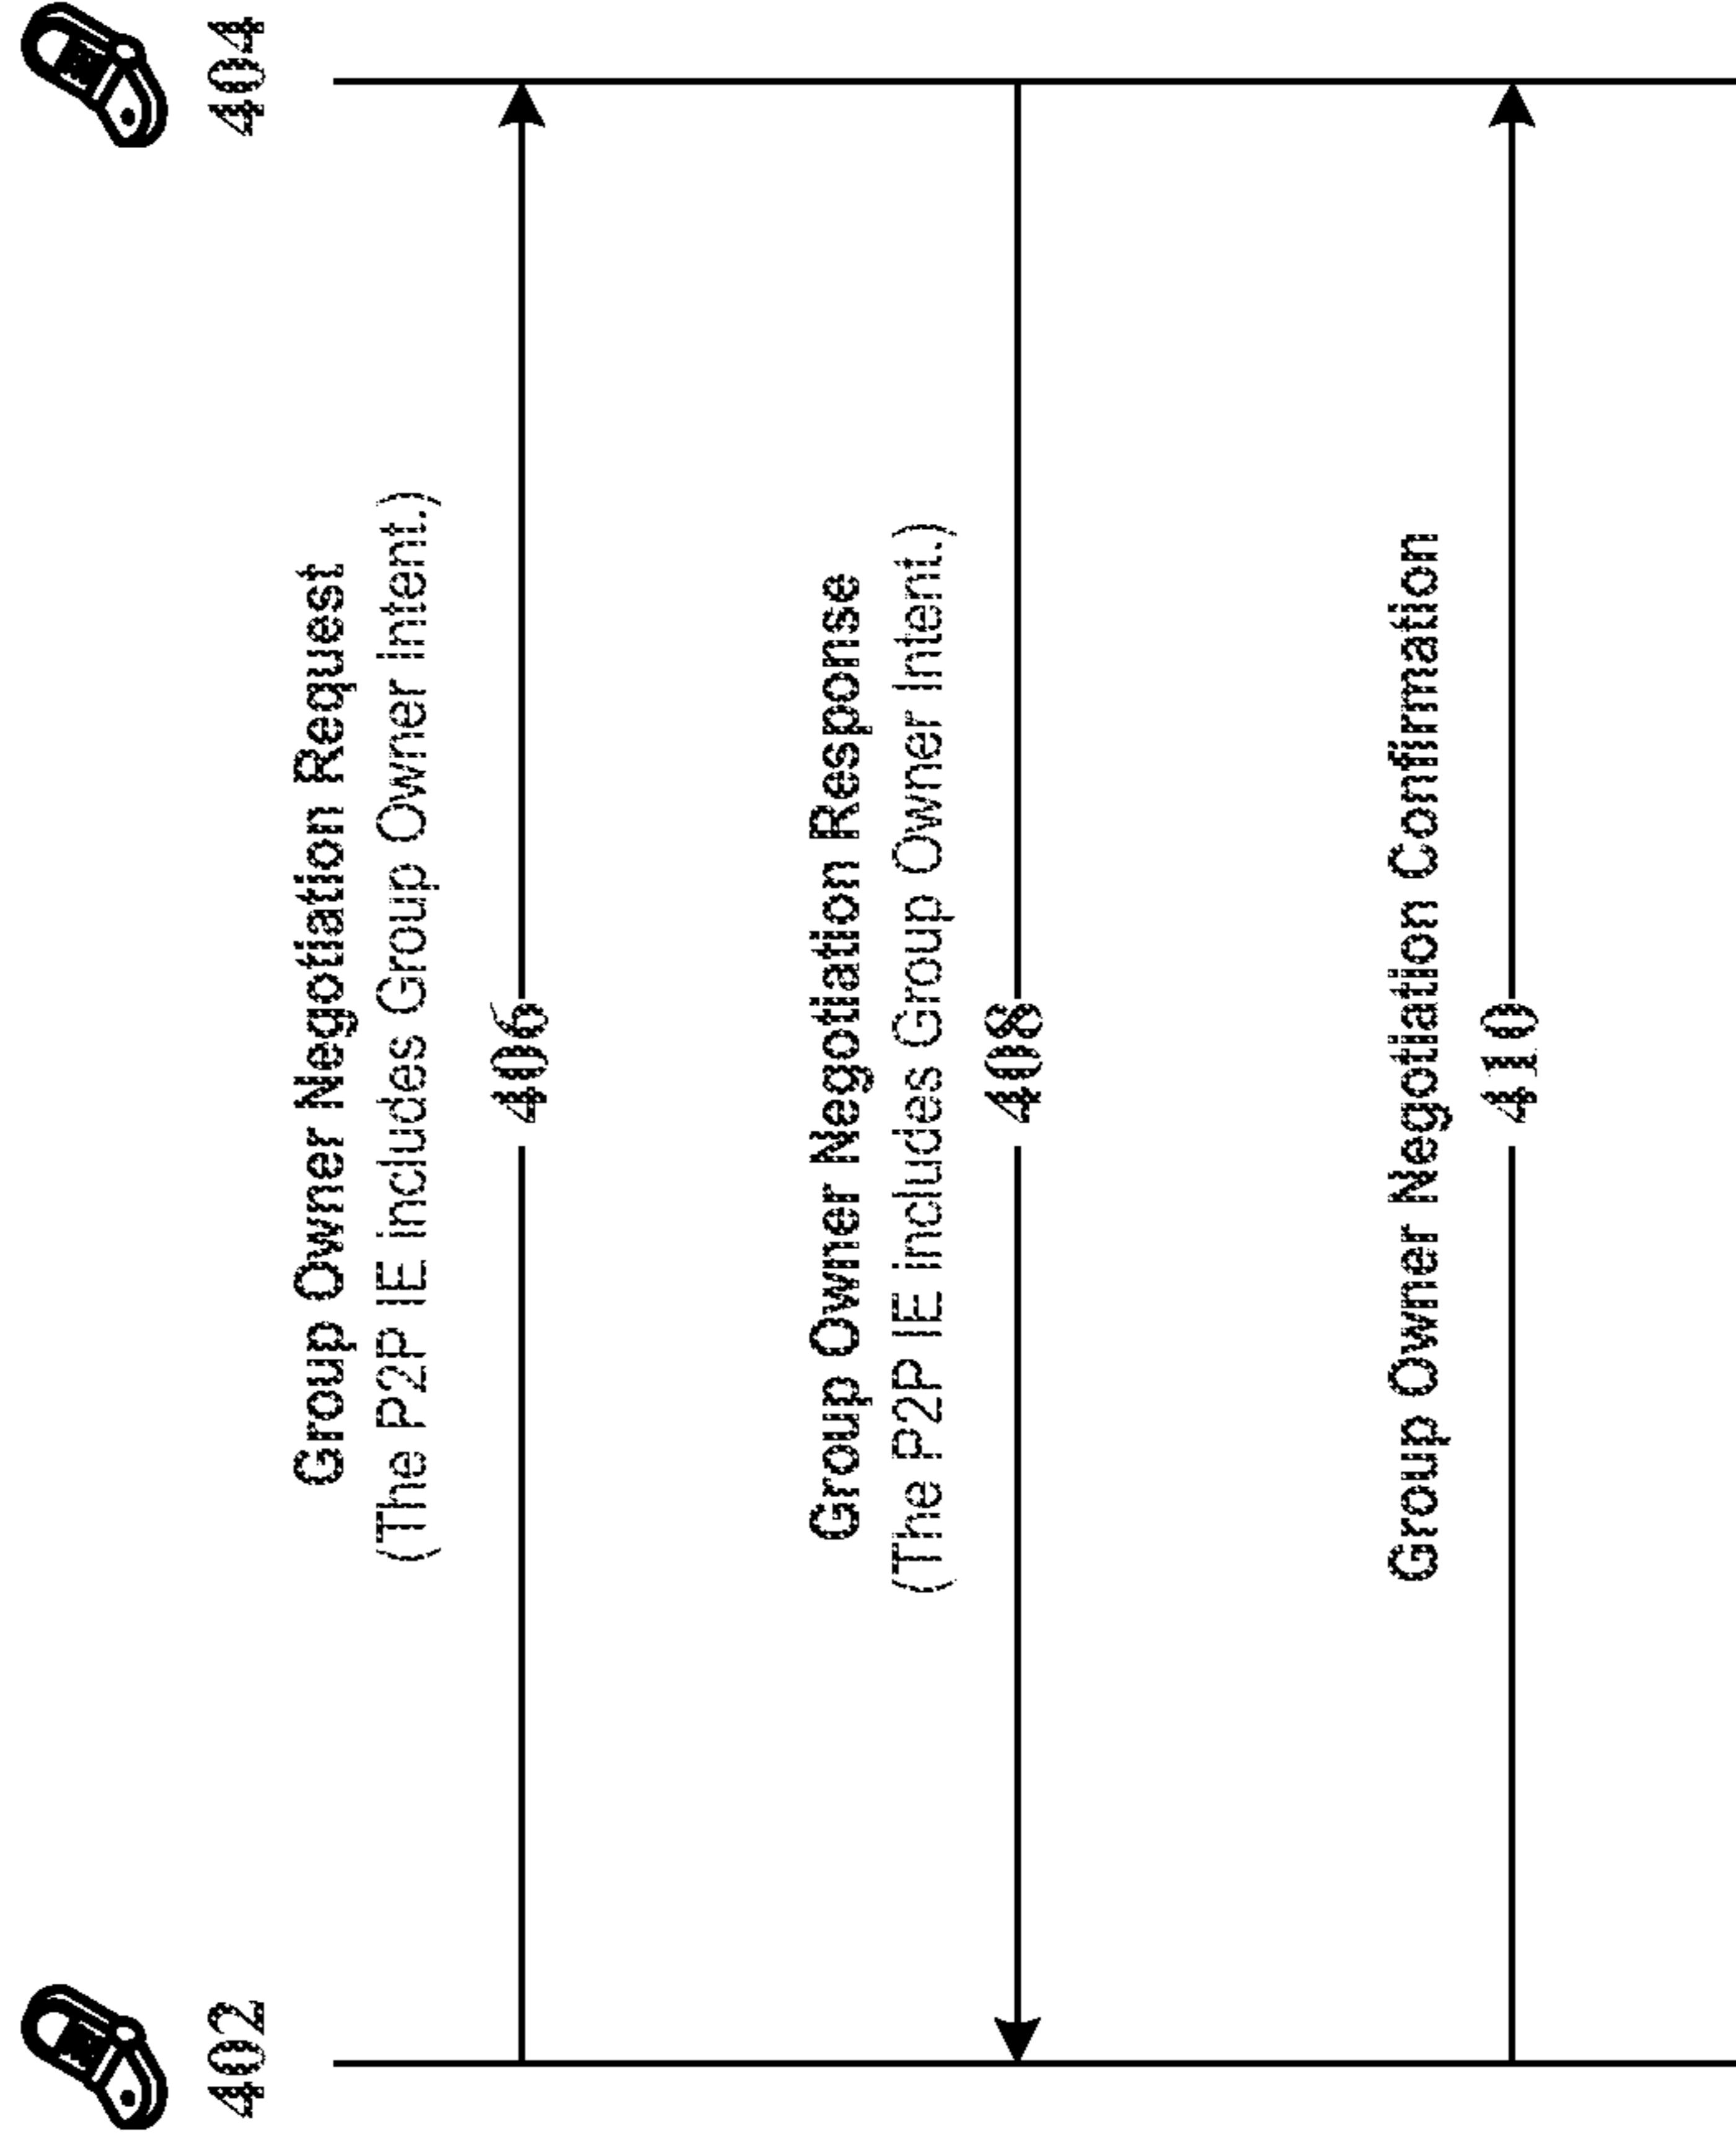 402
404
Group Owner Negotiation Request
(The P2P IE includes Group Owner Intent.)
406
Group Owner Negotiation Response
(The P2P IE includes Group Owner Intent.)
408
Group Owner Negotiation Confirmation
410